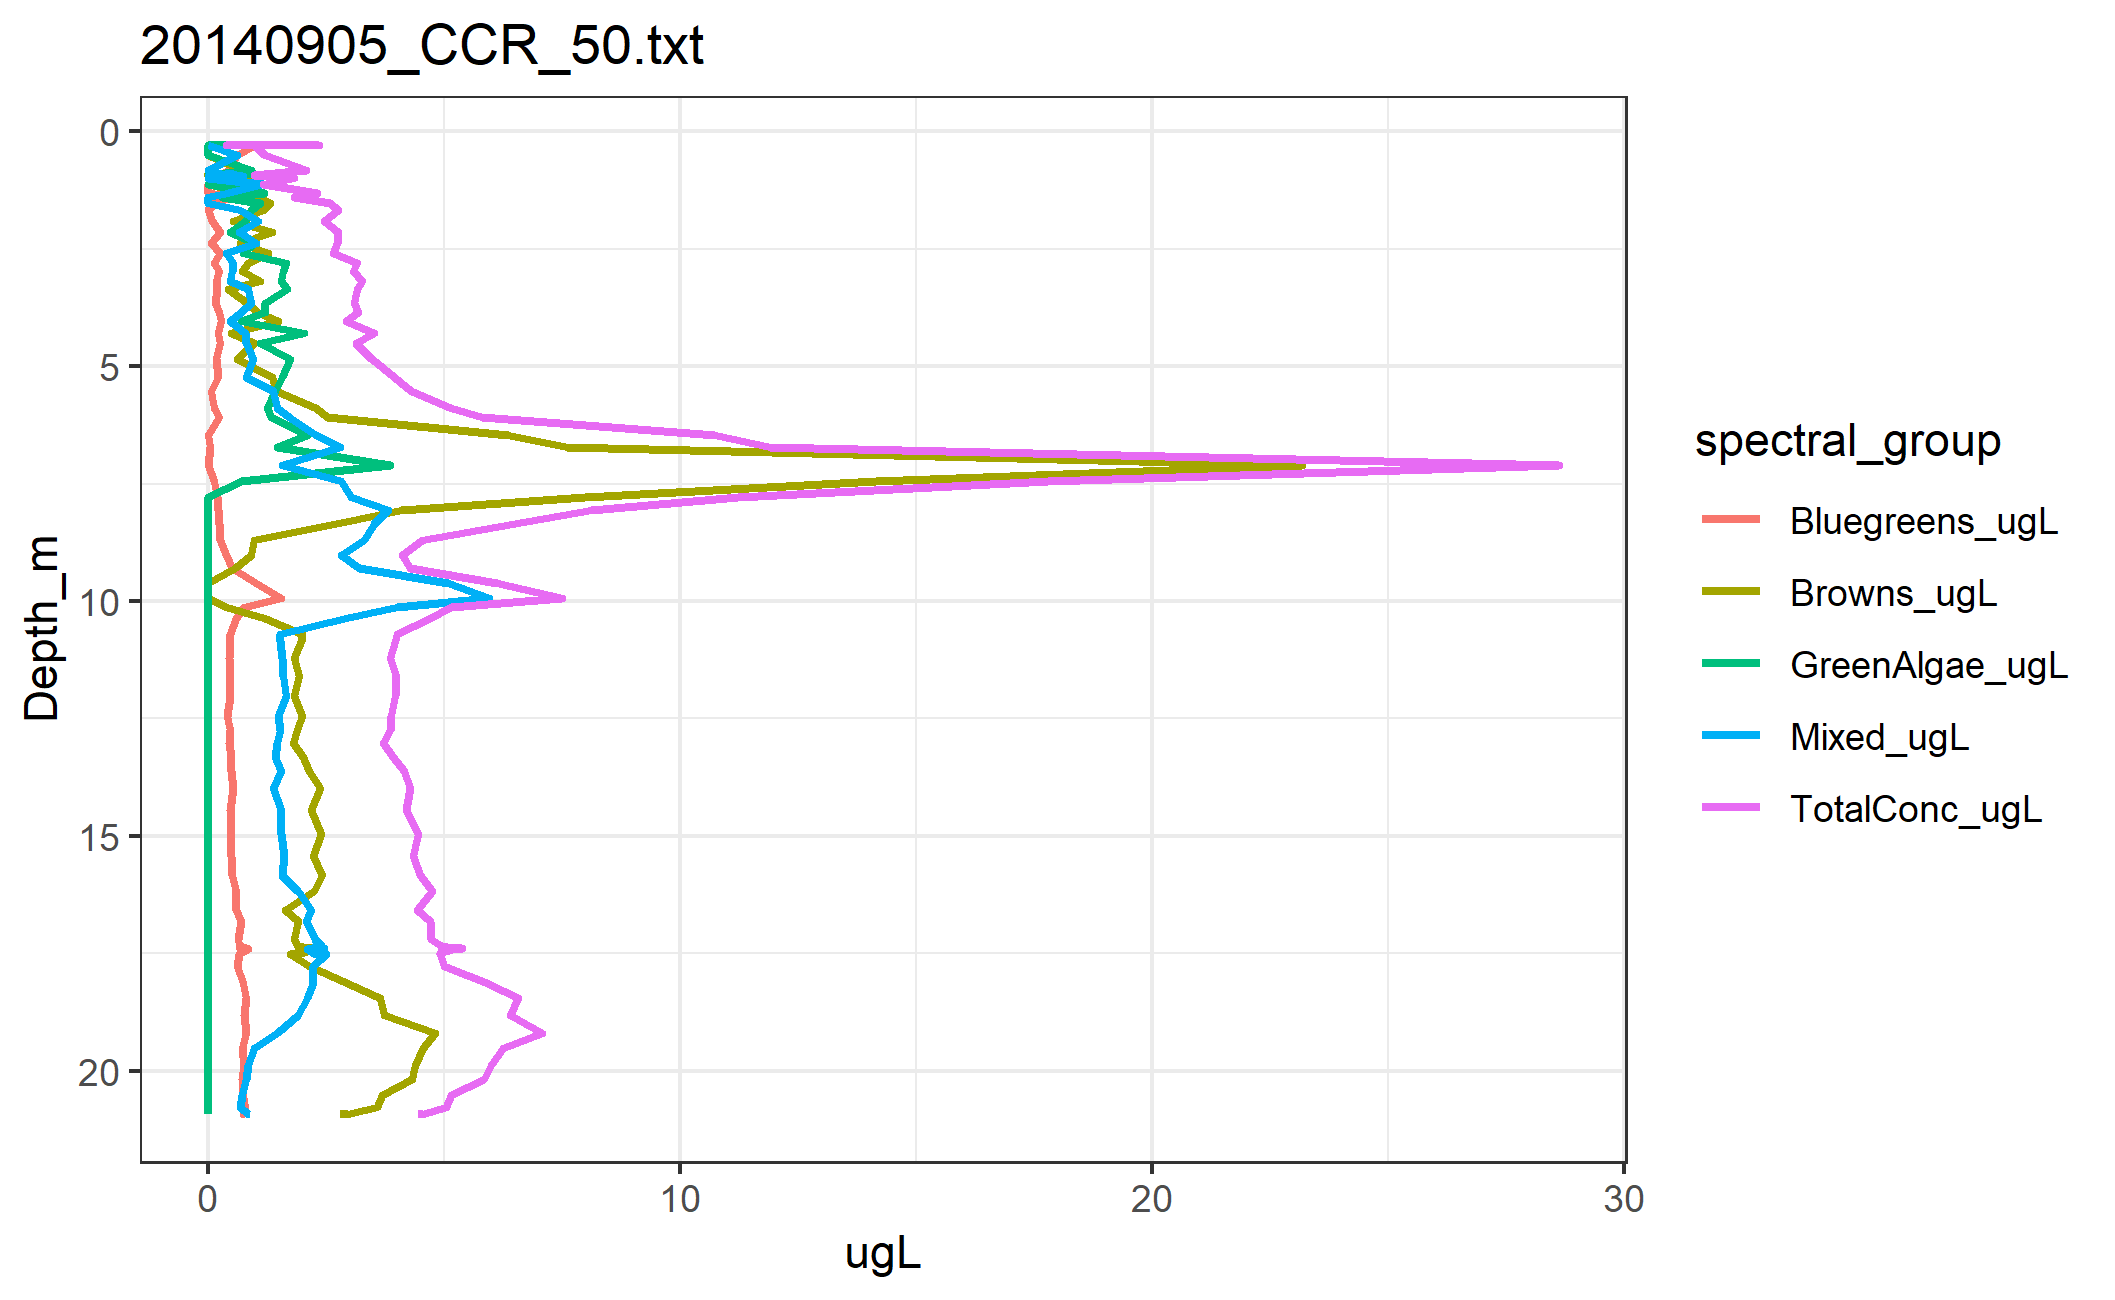 20140905_CCR_50.txt
0
5
10
15
20
Depth_m
0 10 20 30
ugL
spectral_group
Bluegreens_ugL
Browns_ugL
GreenAlgae_ugL
Mixed_ugL
TotalConc_ugL